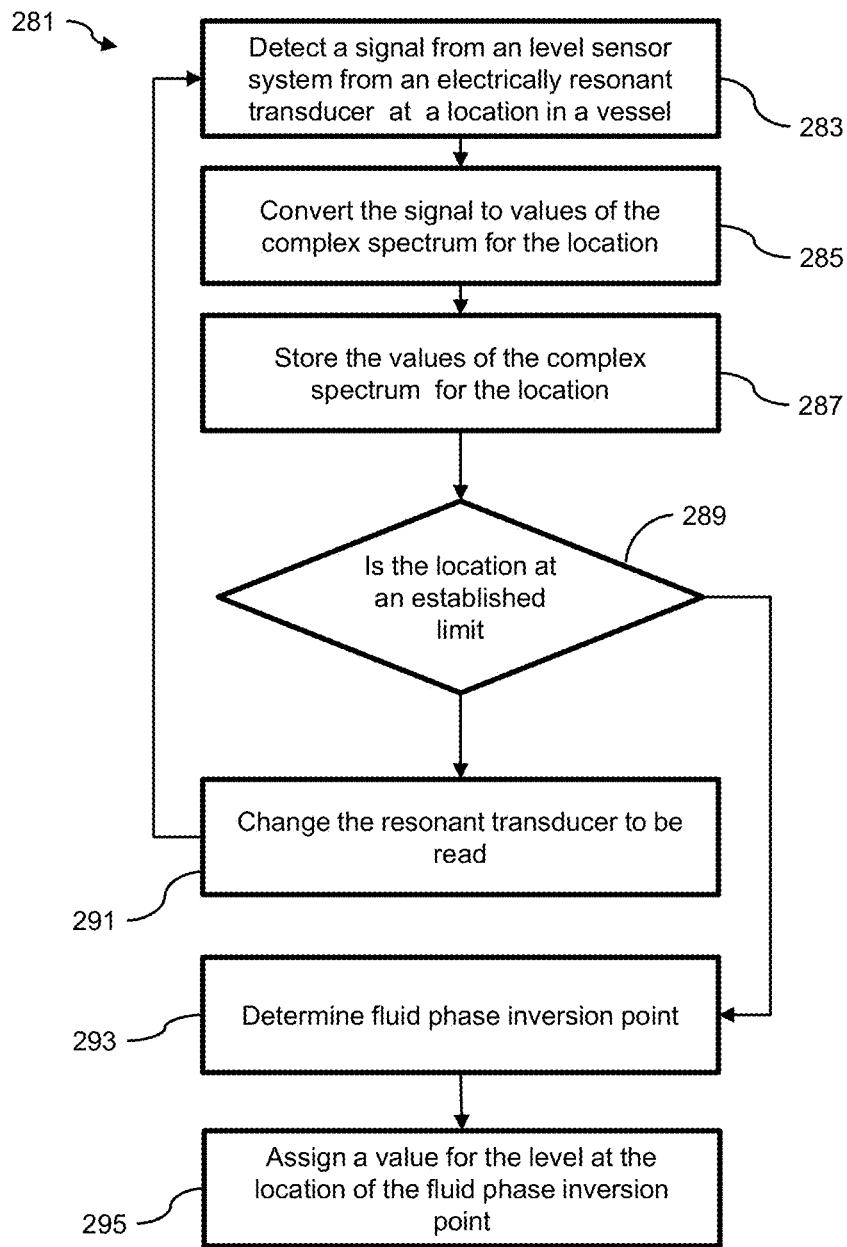 281
Detect a signal from an level sensor
system from an electrically resonant
transducer at a location in a vessel
283
Convert the signal to values of the
complex spectrum for the location
285
Store the values of the complex
spectrum for the location
287
289
Is the location at
an established
limit
Change the resonant transducer to be
read
291
Determine fluid phase inversion point
293
Assign a value for the level at the
location of the fluid phase inversion
point
295